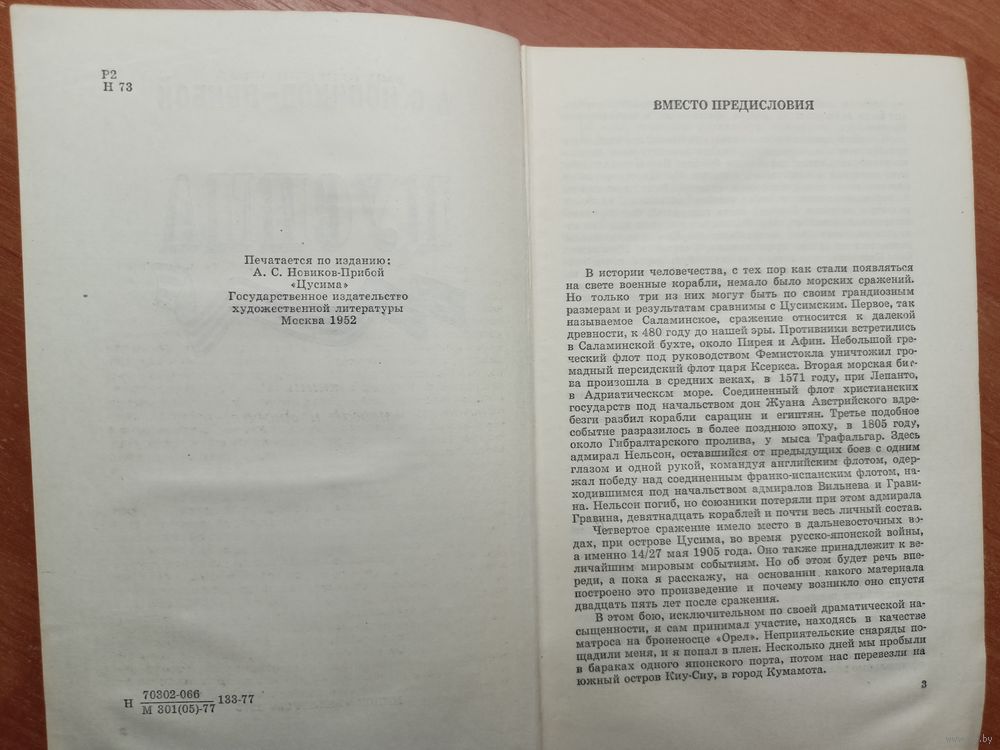 Р2
Н 73
Печатается по изданию:
А. С. Новиков-Прибой
«Цусима»
Государственное издательство
художественной литературы
Москва 1952
Н 70302-066 133-77
М 301(05)-77
ВМЕСТО ПРЕДИСЛОВИЯ
В истории человечества, с тех пор как стали появляться
на свете военные корабли, немало было морских сражений.
Но только три из них могут быть по своим грандиозным
размерам и результатам сравнимы с Цусимским. Первое, так
называемое Саламинское, сражение относится к далекой
древности, к 480 году до нашей эры. Противники встретились
в Саламинской бухте, около Пирея и Афин. Небольшой гре-
ческий флот под руководством Фемистокла уничтожил гро-
мадный персидский флот царя Ксеркса. Вторая морская бит-
ва произошла в средних веках, в 1571 году, при Лепанто,
в Адриатическом море. Соединенный флот христианских
государств под начальством дон Жуана Австрийского вдре-
безги разбил корабли сарацин и египтян. Третье подобное
событие разразилось в более позднюю эпоху, в 1805 году,
около Гибралтарского пролива, у мыса Трафальгар. Здесь
адмирал Нельсон, оставшийся от предыдущих боев с одним
глазом и одной рукой, командуя английским флотом, одер-
жал победу над соединенным франко-испанским флотом, на-
ходившимся под начальством адмиралов Вильнева и Грави-
на. Нельсон погиб, но союзники потеряли при этом адмирала
Гравина, девятнадцать кораблей и почти весь личный состав.
Четвертое сражение имело место в дальневосточных во-
дах, при острове Цусима, во время русско-японской войны,
а именно 14/27 мая 1905 года. Оно также принадлежит к ве-
личайшим мировым событиям. Но об этом будет речь впе-
реди, а пока я расскажу, на основании какого материала
построено это произведение и почему возникло оно спустя
двадцать пять лет после сражения.
В этом бою, исключительном по своей драматической на-
сыщенности, я сам принимал участие, находясь в качестве
матроса на броненосце «Орел». Неприятельские снаряды по-
щадили меня, и я попал в плен. Несколько дней мы пробыли
в бараках одного японского порта, потом нас перевезли на
южный остров Киу-Сиу, в город Кумамота.
3